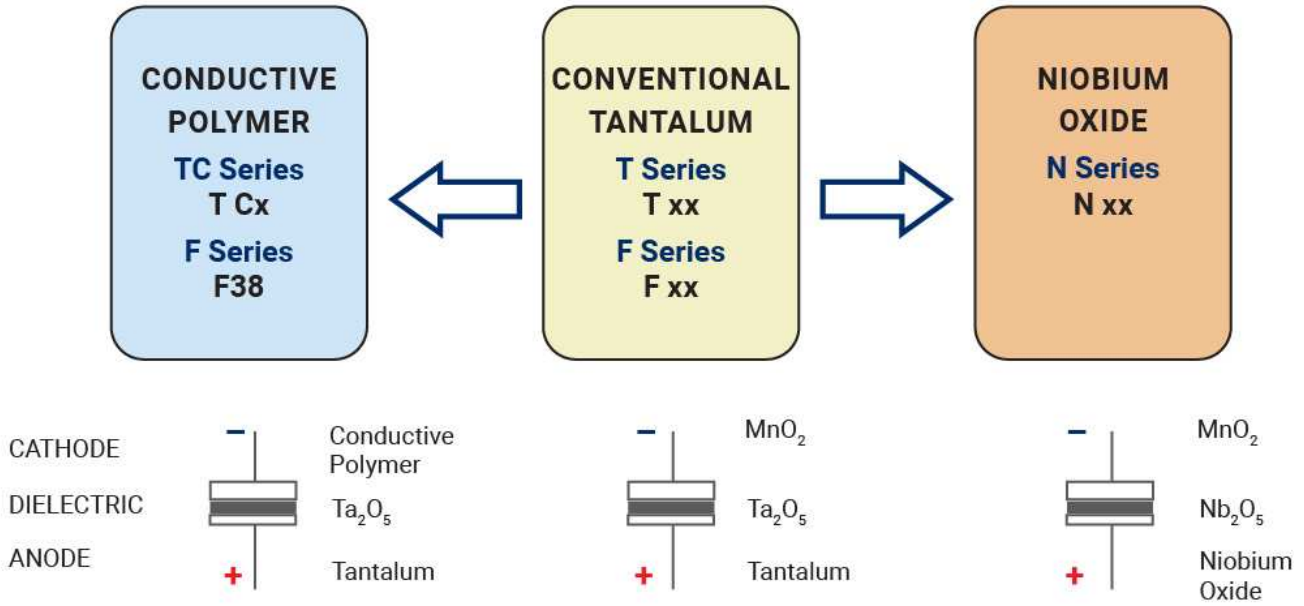 CONDUCTIVE
POLYMER
TC Series
T Cx
F Series
F38
CONVENTIONAL
TANTALUM
T Series
T xx
F Series
F xx
NIOBIUM
OXIDE
N Series
N xx
CATHODE
DIELECTRIC
ANODE
–
Conductive
Polymer
Ta₂O₅
+
Tantalum
–
MnO₂
Ta₂O₅
+
Tantalum
–
MnO₂
Nb₂O₅
+
Niobium
Oxide